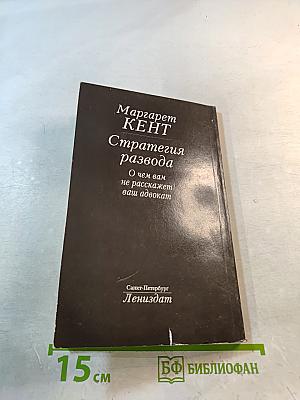 Маргарет
КЕНТ
Стратегия
развода
О чем вам
не расскажет
ваш адвокат
Санкт-Петербург
Лениздат
15 см
БФ БИБЛИОФАН